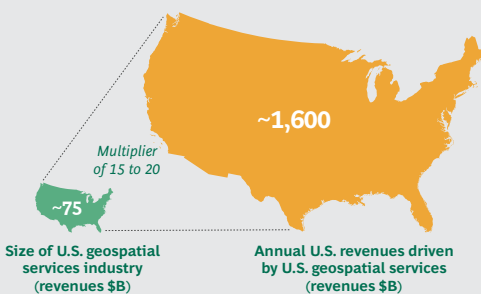 ~1,600
Multiplier
of 15 to 20
~75
Size of U.S. geospatial
services industry
(revenues $B)
Annual U.S. revenues driven
by U.S. geospatial services
(revenues $B)